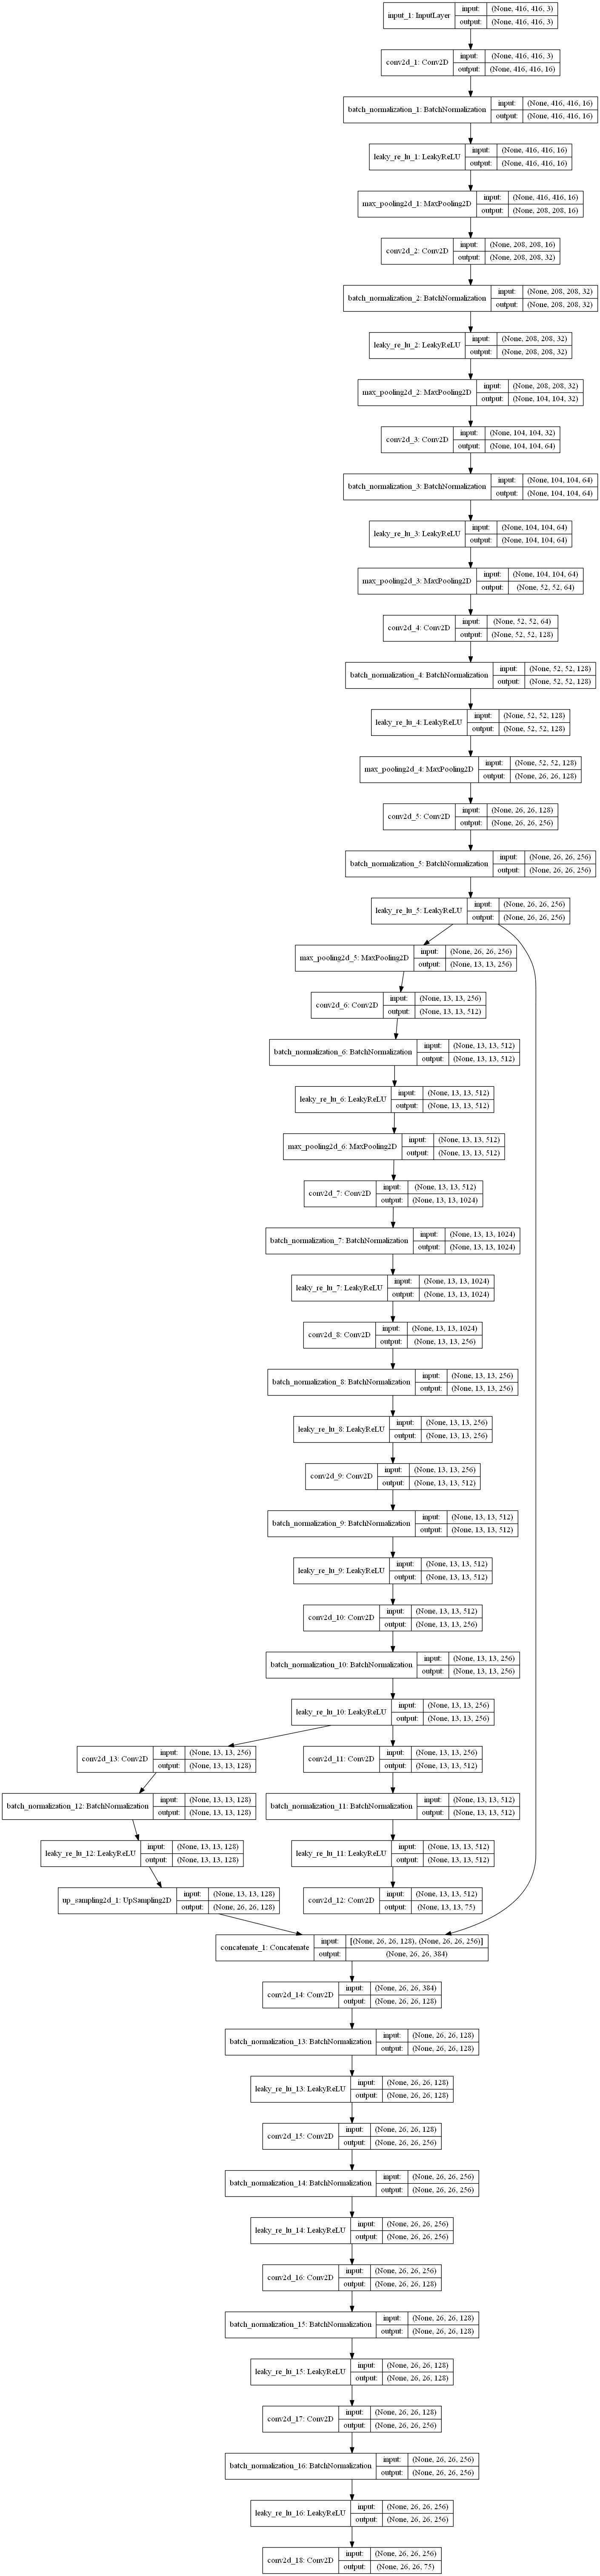 input_1: InputLayer
input: (None, 416, 416, 3)
output: (None, 416, 416, 3)
conv2d_1: Conv2D
input: (None, 416, 416, 3)
output: (None, 416, 416, 16)
batch_normalization_1: BatchNormalization
input: (None, 416, 416, 16)
output: (None, 416, 416, 16)
leaky_re_lu_1: LeakyReLU
input: (None, 416, 416, 16)
output: (None, 416, 416, 16)
max_pooling2d_1: MaxPooling2D
input: (None, 416, 416, 16)
output: (None, 208, 208, 16)
conv2d_2: Conv2D
input: (None, 208, 208, 16)
output: (None, 208, 208, 32)
batch_normalization_2: BatchNormalization
input: (None, 208, 208, 32)
output: (None, 208, 208, 32)
leaky_re_lu_2: LeakyReLU
input: (None, 208, 208, 32)
output: (None, 208, 208, 32)
max_pooling2d_2: MaxPooling2D
input: (None, 208, 208, 32)
output: (None, 104, 104, 32)
conv2d_3: Conv2D
input: (None, 104, 104, 32)
output: (None, 104, 104, 64)
batch_normalization_3: BatchNormalization
input: (None, 104, 104, 64)
output: (None, 104, 104, 64)
leaky_re_lu_3: LeakyReLU
input: (None, 104, 104, 64)
output: (None, 104, 104, 64)
max_pooling2d_3: MaxPooling2D
input: (None, 104, 104, 64)
output: (None, 52, 52, 64)
conv2d_4: Conv2D
input: (None, 52, 52, 64)
output: (None, 52, 52, 128)
batch_normalization_4: BatchNormalization
input: (None, 52, 52, 128)
output: (None, 52, 52, 128)
leaky_re_lu_4: LeakyReLU
input: (None, 52, 52, 128)
output: (None, 52, 52, 128)
max_pooling2d_4: MaxPooling2D
input: (None, 52, 52, 128)
output: (None, 26, 26, 128)
conv2d_5: Conv2D
input: (None, 26, 26, 128)
output: (None, 26, 26, 256)
batch_normalization_5: BatchNormalization
input: (None, 26, 26, 256)
output: (None, 26, 26, 256)
leaky_re_lu_5: LeakyReLU
input: (None, 26, 26, 256)
output: (None, 26, 26, 256)
max_pooling2d_5: MaxPooling2D
input: (None, 26, 26, 256)
output: (None, 13, 13, 256)
conv2d_6: Conv2D
input: (None, 13, 13, 256)
output: (None, 13, 13, 512)
batch_normalization_6: BatchNormalization
input: (None, 13, 13, 512)
output: (None, 13, 13, 512)
leaky_re_lu_6: LeakyReLU
input: (None, 13, 13, 512)
output: (None, 13, 13, 512)
max_pooling2d_6: MaxPooling2D
input: (None, 13, 13, 512)
output: (None, 13, 13, 512)
conv2d_7: Conv2D
input: (None, 13, 13, 512)
output: (None, 13, 13, 1024)
batch_normalization_7: BatchNormalization
input: (None, 13, 13, 1024)
output: (None, 13, 13, 1024)
leaky_re_lu_7: LeakyReLU
input: (None, 13, 13, 1024)
output: (None, 13, 13, 1024)
conv2d_8: Conv2D
input: (None, 13, 13, 1024)
output: (None, 13, 13, 256)
batch_normalization_8: BatchNormalization
input: (None, 13, 13, 256)
output: (None, 13, 13, 256)
leaky_re_lu_8: LeakyReLU
input: (None, 13, 13, 256)
output: (None, 13, 13, 256)
conv2d_9: Conv2D
input: (None, 13, 13, 256)
output: (None, 13, 13, 512)
batch_normalization_9: BatchNormalization
input: (None, 13, 13, 512)
output: (None, 13, 13, 512)
leaky_re_lu_9: LeakyReLU
input: (None, 13, 13, 512)
output: (None, 13, 13, 512)
conv2d_10: Conv2D
input: (None, 13, 13, 512)
output: (None, 13, 13, 256)
batch_normalization_10: BatchNormalization
input: (None, 13, 13, 256)
output: (None, 13, 13, 256)
leaky_re_lu_10: LeakyReLU
input: (None, 13, 13, 256)
output: (None, 13, 13, 256)
conv2d_13: Conv2D
input: (None, 13, 13, 256)
output: (None, 13, 13, 128)
conv2d_11: Conv2D
input: (None, 13, 13, 256)
output: (None, 13, 13, 512)
batch_normalization_12: BatchNormalization
input: (None, 13, 13, 128)
output: (None, 13, 13, 128)
batch_normalization_11: BatchNormalization
input: (None, 13, 13, 512)
output: (None, 13, 13, 512)
leaky_re_lu_12: LeakyReLU
input: (None, 13, 13, 128)
output: (None, 13, 13, 128)
leaky_re_lu_11: LeakyReLU
input: (None, 13, 13, 512)
output: (None, 13, 13, 512)
up_sampling2d_1: UpSampling2D
input: (None, 13, 13, 128)
output: (None, 26, 26, 128)
conv2d_12: Conv2D
input: (None, 13, 13, 512)
output: (None, 13, 13, 75)
concatenate_1: Concatenate
input: [(None, 26, 26, 128), (None, 26, 26, 256)]
output: (None, 26, 26, 384)
conv2d_14: Conv2D
input: (None, 26, 26, 384)
output: (None, 26, 26, 128)
batch_normalization_13: BatchNormalization
input: (None, 26, 26, 128)
output: (None, 26, 26, 128)
leaky_re_lu_13: LeakyReLU
input: (None, 26, 26, 128)
output: (None, 26, 26, 128)
conv2d_15: Conv2D
input: (None, 26, 26, 128)
output: (None, 26, 26, 256)
batch_normalization_14: BatchNormalization
input: (None, 26, 26, 256)
output: (None, 26, 26, 256)
leaky_re_lu_14: LeakyReLU
input: (None, 26, 26, 256)
output: (None, 26, 26, 256)
conv2d_16: Conv2D
input: (None, 26, 26, 256)
output: (None, 26, 26, 128)
batch_normalization_15: BatchNormalization
input: (None, 26, 26, 128)
output: (None, 26, 26, 128)
leaky_re_lu_15: LeakyReLU
input: (None, 26, 26, 128)
output: (None, 26, 26, 128)
conv2d_17: Conv2D
input: (None, 26, 26, 128)
output: (None, 26, 26, 256)
batch_normalization_16: BatchNormalization
input: (None, 26, 26, 256)
output: (None, 26, 26, 256)
leaky_re_lu_16: LeakyReLU
input: (None, 26, 26, 256)
output: (None, 26, 26, 256)
conv2d_18: Conv2D
input: (None, 26, 26, 256)
output: (None, 26, 26, 75)